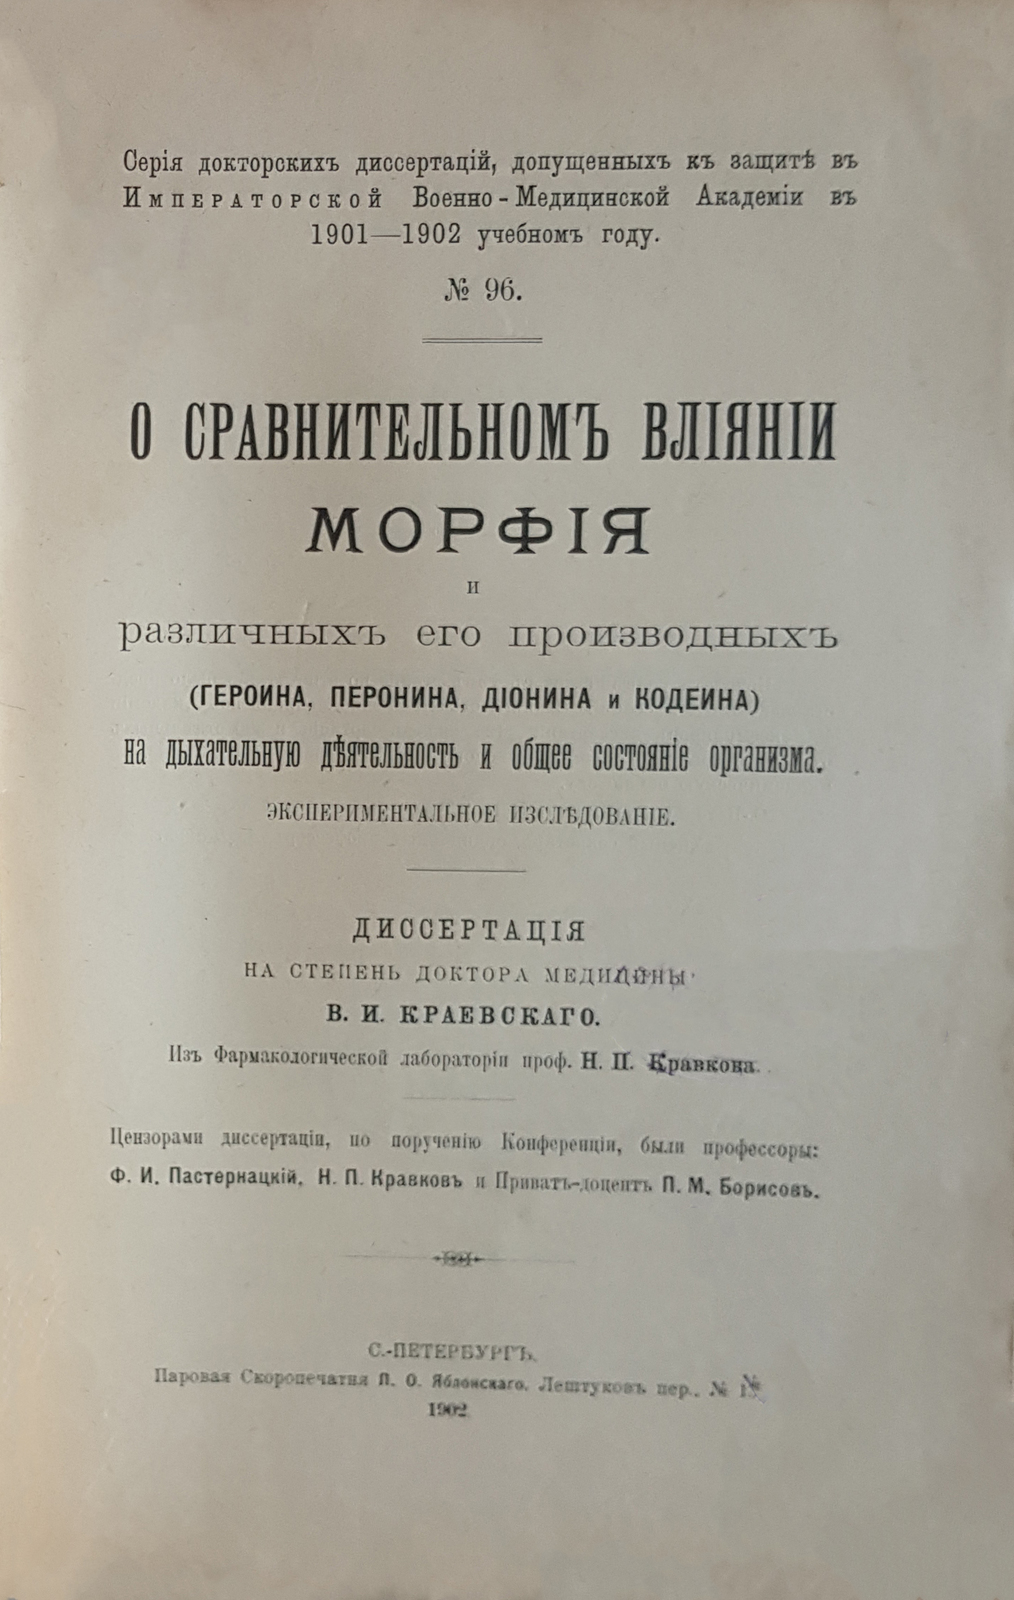 Серія докторскихъ диссертацій, допущенныхъ къ защитѣ въ
Императорской Военно-Медицинской Академіи въ
1901—1902 учебномъ году.
№ 96.
О СРАВНИТЕЛЬНОМЪ ВЛІЯНІИ
МОРФІЯ
и
различныхъ его производныхъ
(ГЕРОИНА, ПЕРОНИНА, ДІОНИНА и КОДЕИНА)
на дыхательную дѣятельность и общее состояніе организма.
ЭКСПЕРИМЕНТАЛЬНОЕ ИЗСЛѢДОВАНІЕ.
ДИССЕРТАЦІЯ
НА СТЕПЕНЬ ДОКТОРА МЕДИЦИНЫ
В. И. КРАЕВСКАГО.
Изъ Фармакологической лабораторіи проф. Н. П. Кравкова.
Цензорами диссертаціи, по порученію Конференціи, были профессоры:
Ф. И. Пастернацкій, Н. П. Кравковъ и Приватъ-доцентъ П. М. Борисовъ.
С.-ПЕТЕРБУРГЪ.
Паровая Скоропечатня П. О. Яблонскаго, Лештуковъ пер., №
1902